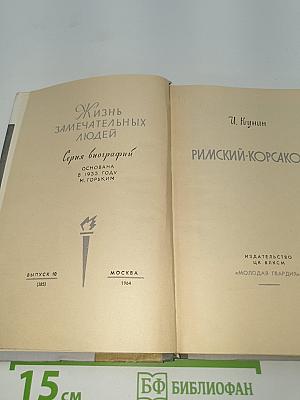 Жизнь
ЗАМЕЧАТЕЛЬНЫХ
ЛЮДЕЙ
Серия биографий
ОСНОВАНА
В 1933 ГОДУ
М. ГОРЬКИМ
ВЫПУСК 10
(385)
МОСКВА
1964
И. Кунин
РИМСКИЙ-КОРСАКО
ИЗДАТЕЛЬСТВО
ЦК ВЛКСМ
«МОЛОДАЯ ГВАРДИЯ»
15 см
БФ БИБЛИОФАН